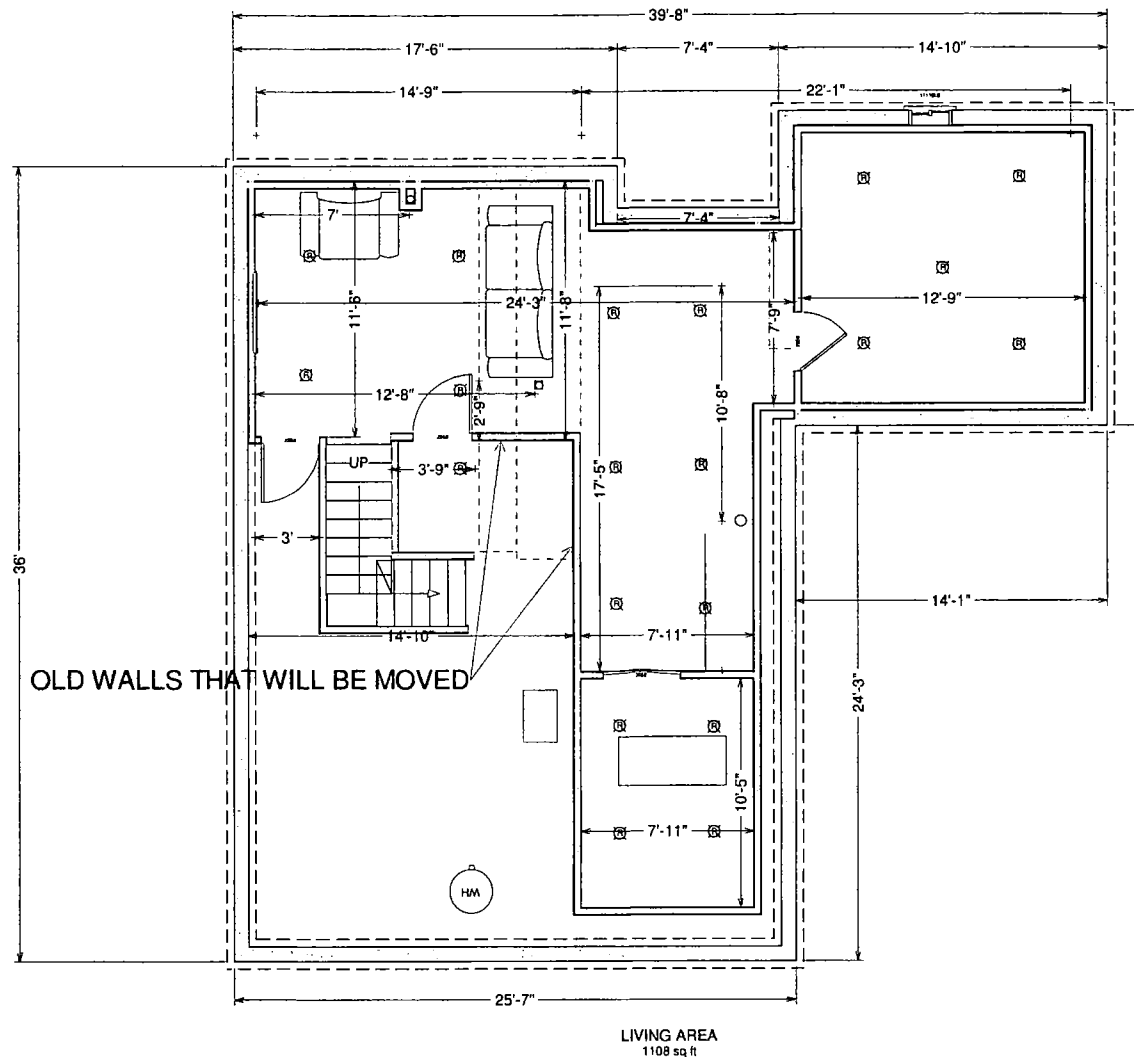 39'-8"
17'-6" 7'-4" 14'-10"
14'-9" 22'-1"
7' 7'-4"
11'-6" 24'-3" 11'-8" 7'-9" 12'-9"
12'-8" 2'-9" 10'-8"
UP 3'-9" 17'-5"
36' 3' 14'-1"
14'-10" 7'-11"
OLD WALLS THAT WILL BE MOVED
24'-3"
10'-5"
7'-11"
WH
25'-7"
LIVING AREA
1108 sq ft
R R R
R
R R
R R
R R
R R
R
R R
R R
R R
R R